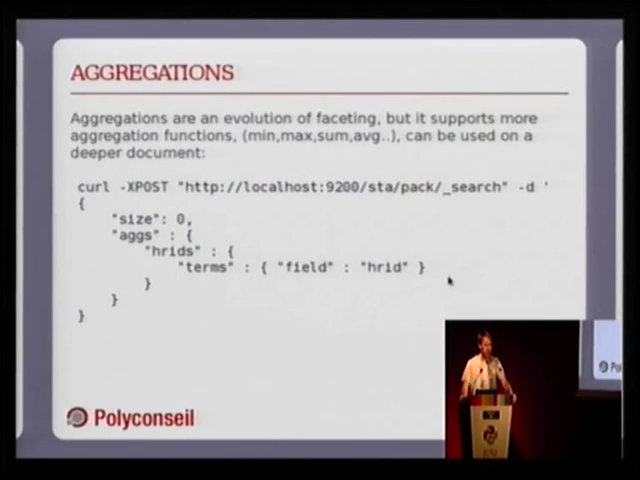 AGGREGATIONS
Aggregations are an evolution of faceting, but it supports more
aggregation functions, (min,max,sum,avg..), can be used on a
deeper document:
curl -XPOST "http://localhost:9200/sta/pack/_search" -d '
{
"size": 0,
"aggs" : {
"hrids" : {
"terms" : { "field" : "hrid" }
}
}
}
Polyconseil